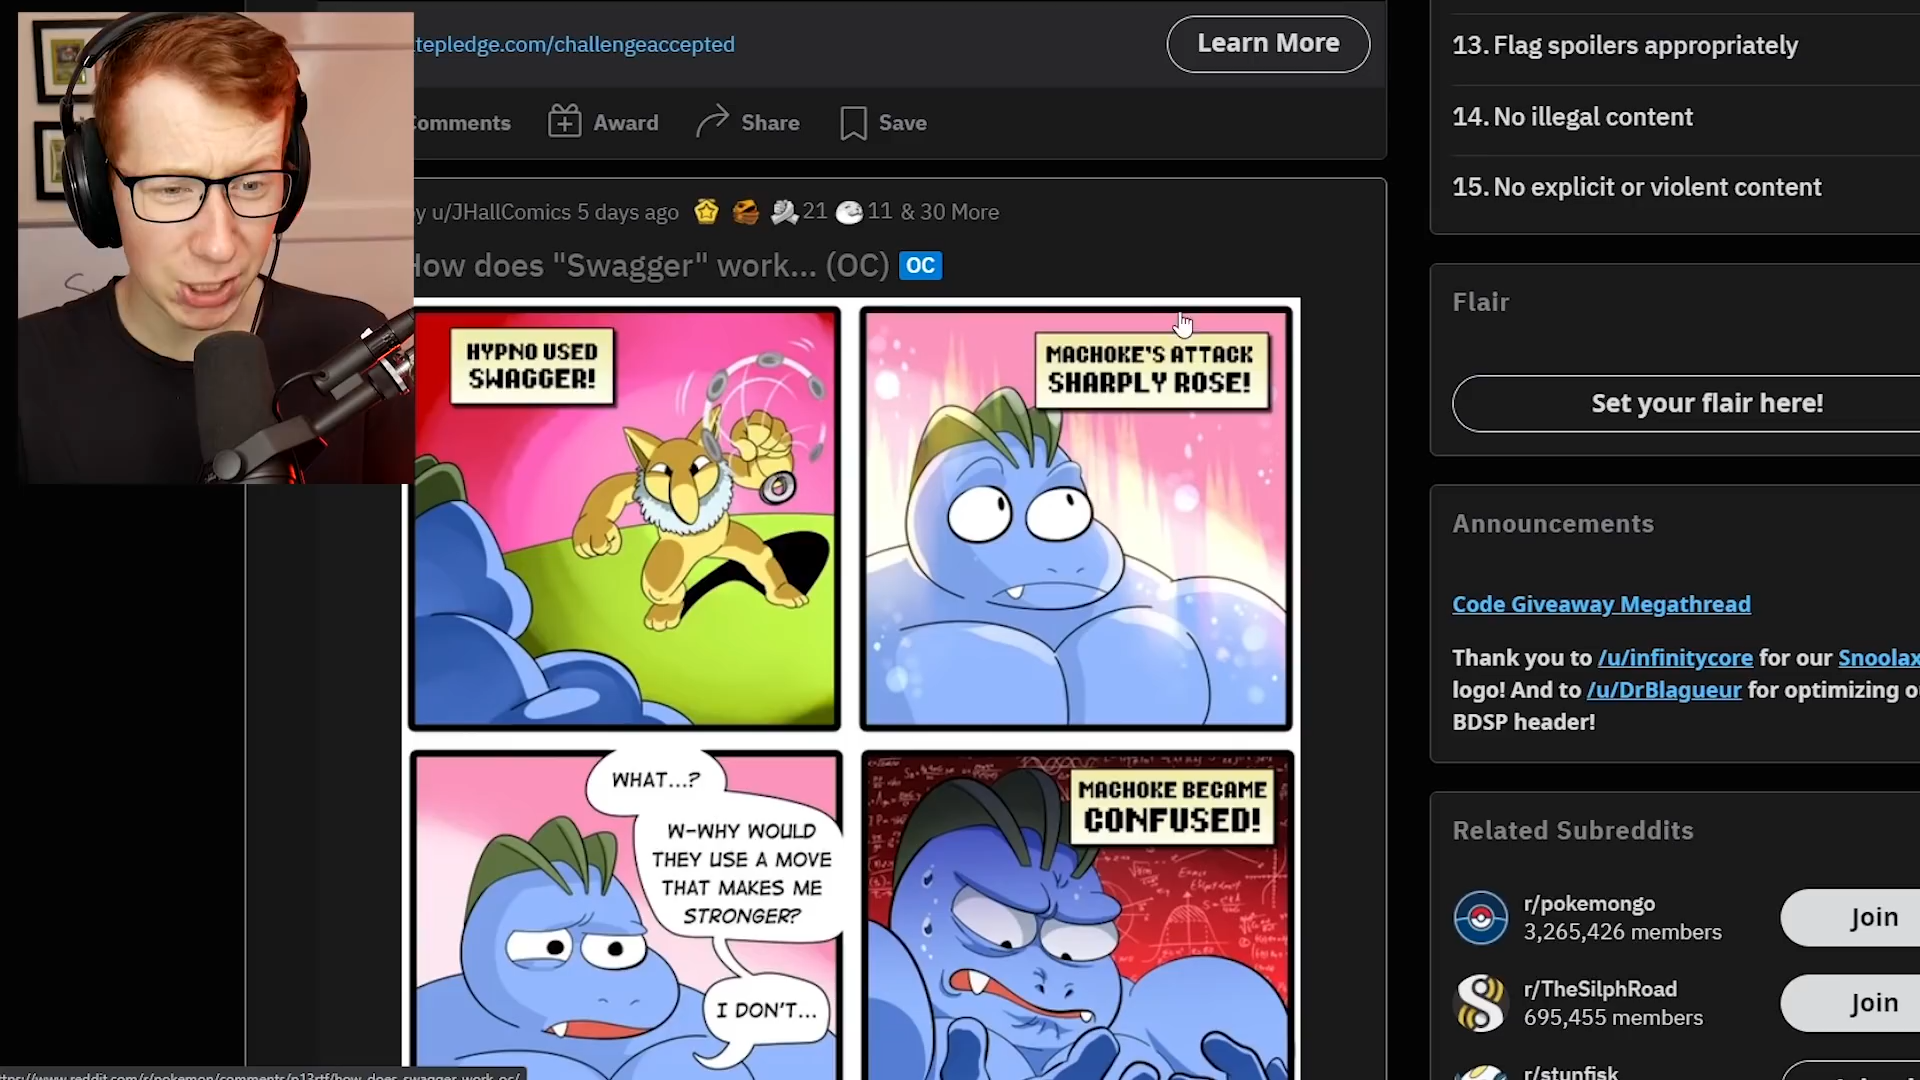 tepledge.com/challengeaccepted
Learn More
13. Flag spoilers appropriately
14. No illegal content
15. No explicit or violent content
omments
Award
Share
Save
y u/JHallComics 5 days ago
21
11
& 30 More
How does "Swagger" work... (OC) OC
HYPNO USED
SWAGGER!
MACHOKE'S ATTACK
SHARPLY ROSE!
WHAT...?
W-WHY WOULD
THEY USE A MOVE
THAT MAKES ME
STRONGER?
I DON'T...
MACHOKE BECAME
CONFUSED!
Flair
Set your flair here!
Announcements
Code Giveaway Megathread
Thank you to /u/infinitycore for our Snoolax
logo! And to /u/DrBlagueur for optimizing o
BDSP header!
Related Subreddits
r/pokemongo
3,265,426 members
Join
r/TheSilphRoad
695,455 members
Join
r/stunfisk